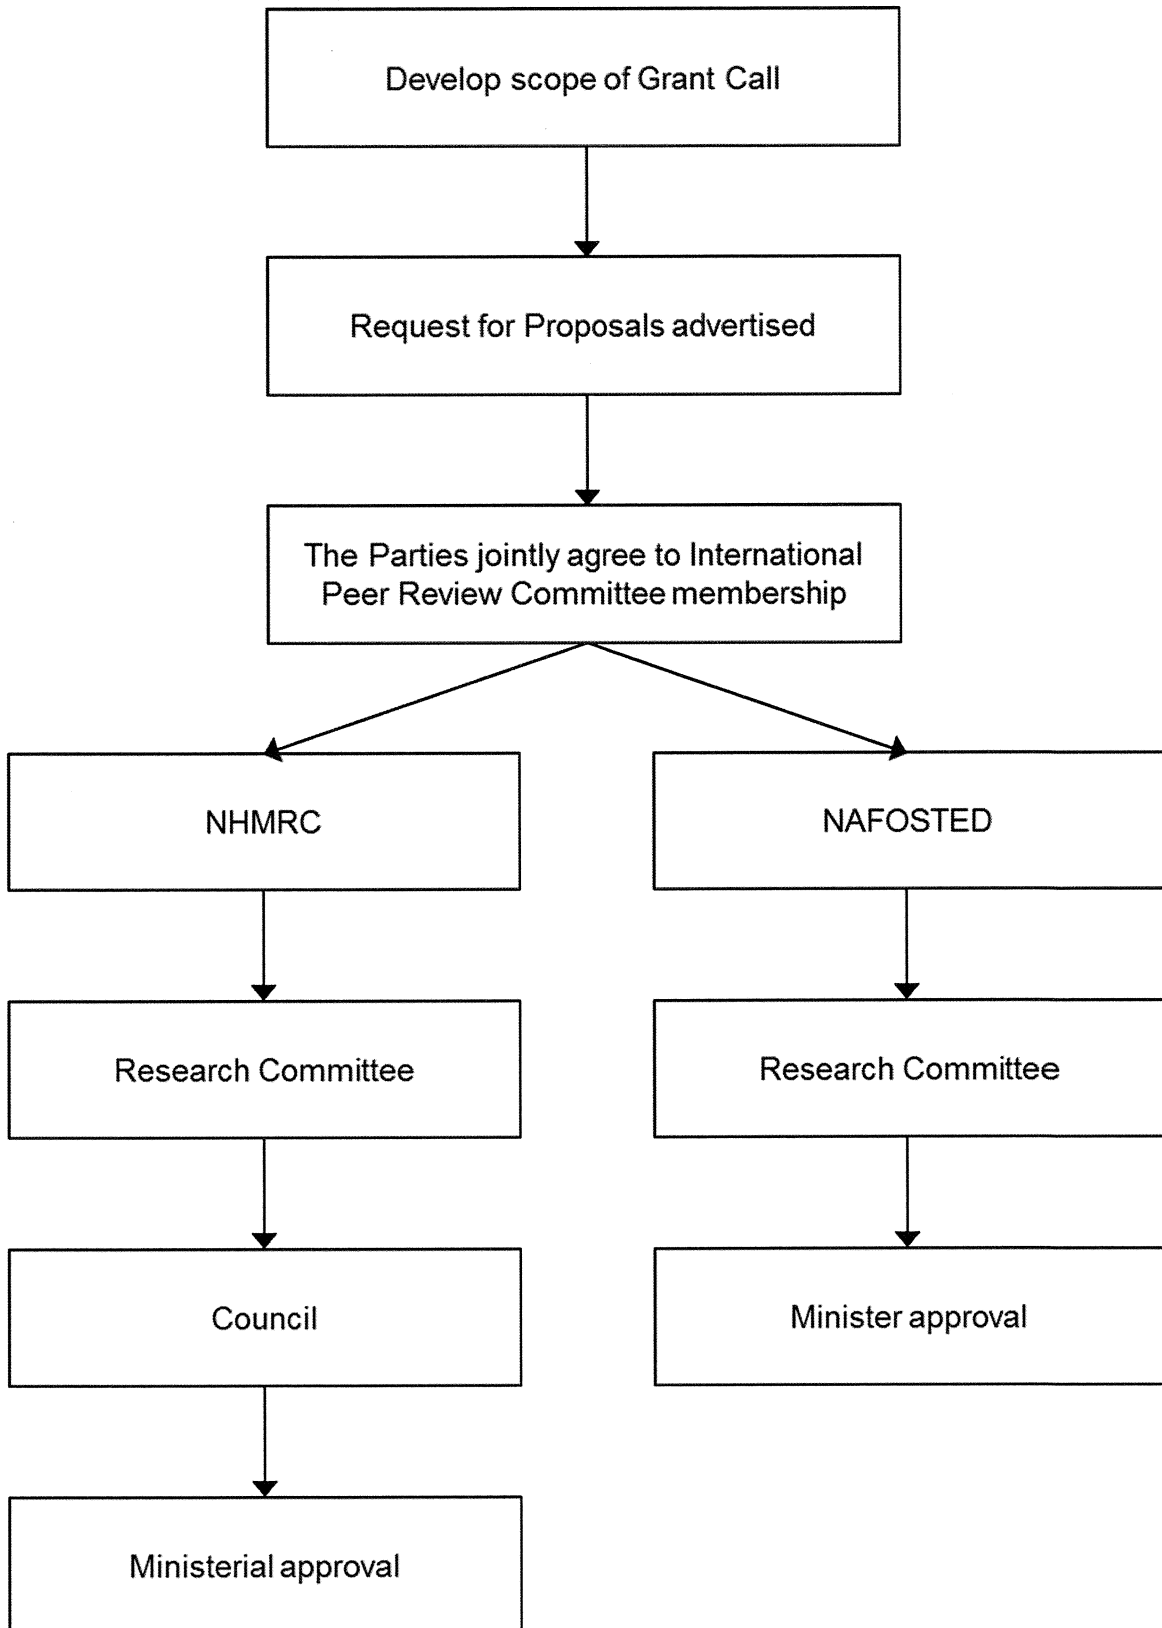 Develop scope of Grant Call
Request for Proposals advertised
The Parties jointly agree to International
Peer Review Committee membership
NHMRC
NAFOSTED
Research Committee
Research Committee
Council
Minister approval
Ministerial approval